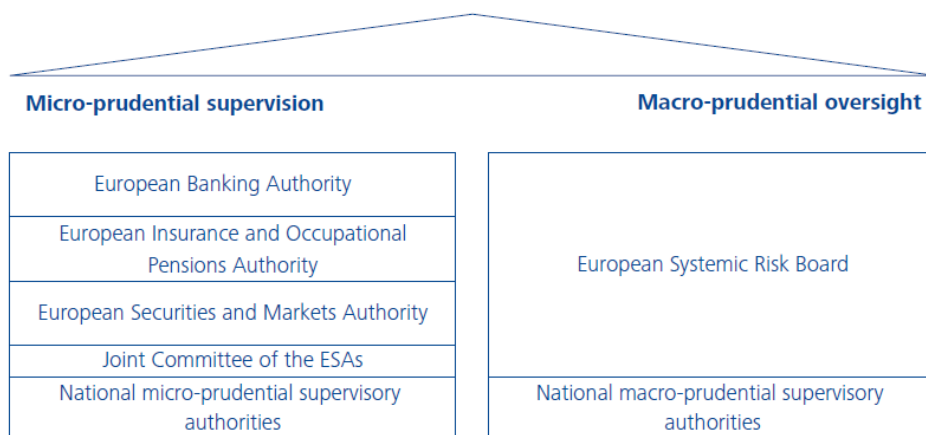 Micro-prudential supervision
Macro-prudential oversight
European Banking Authority
European Insurance and Occupational
Pensions Authority
European Securities and Markets Authority
Joint Committee of the ESAs
National micro-prudential supervisory
authorities
European Systemic Risk Board
National macro-prudential supervisory
authorities